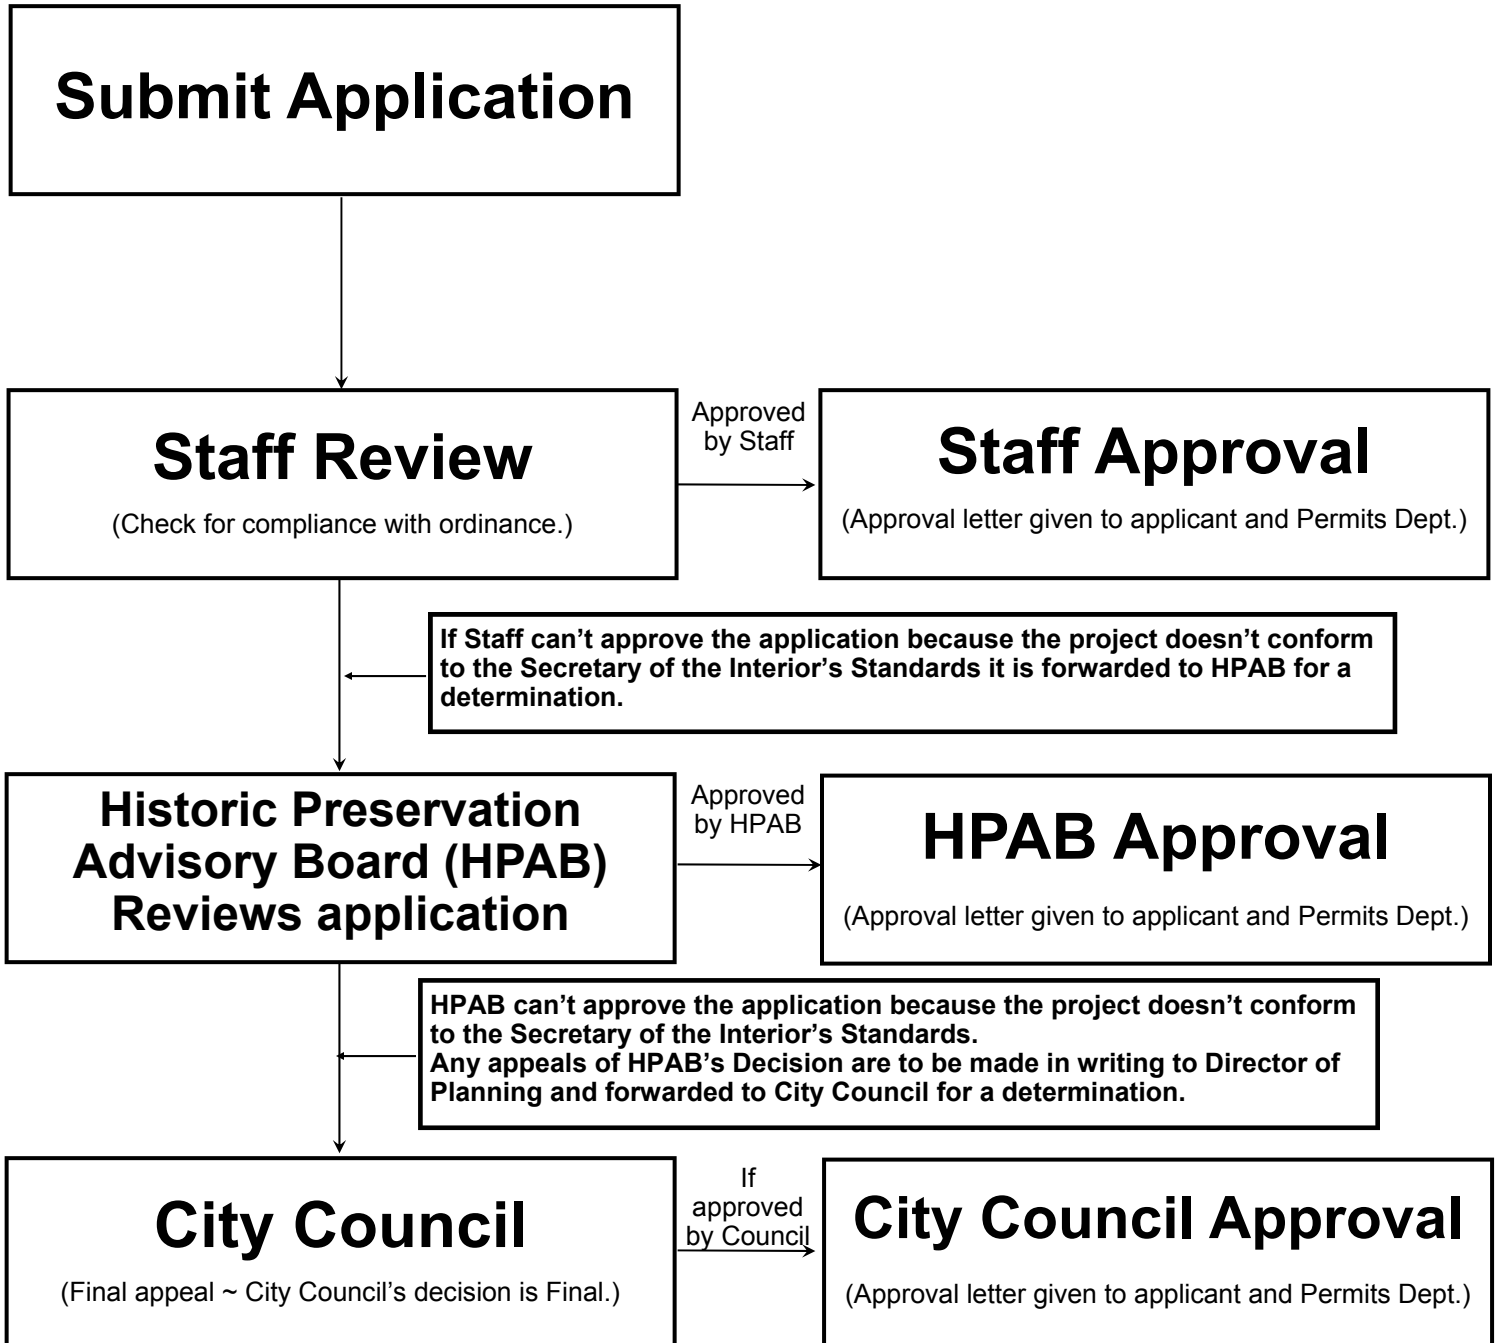 Submit Application
Staff Review
(Check for compliance with ordinance.)
Approved
by Staff
Staff Approval
(Approval letter given to applicant and Permits Dept.)
If Staff can’t approve the application because the project doesn’t conform
to the Secretary of the Interior’s Standards it is forwarded to HPAB for a
determination.
Historic Preservation
Advisory Board (HPAB)
Reviews application
Approved
by HPAB
HPAB Approval
(Approval letter given to applicant and Permits Dept.)
HPAB can’t approve the application because the project doesn’t conform
to the Secretary of the Interior’s Standards.
Any appeals of HPAB’s Decision are to be made in writing to Director of
Planning and forwarded to City Council for a determination.
City Council
(Final appeal ~ City Council’s decision is Final.)
If
approved
by Council
City Council Approval
(Approval letter given to applicant and Permits Dept.)